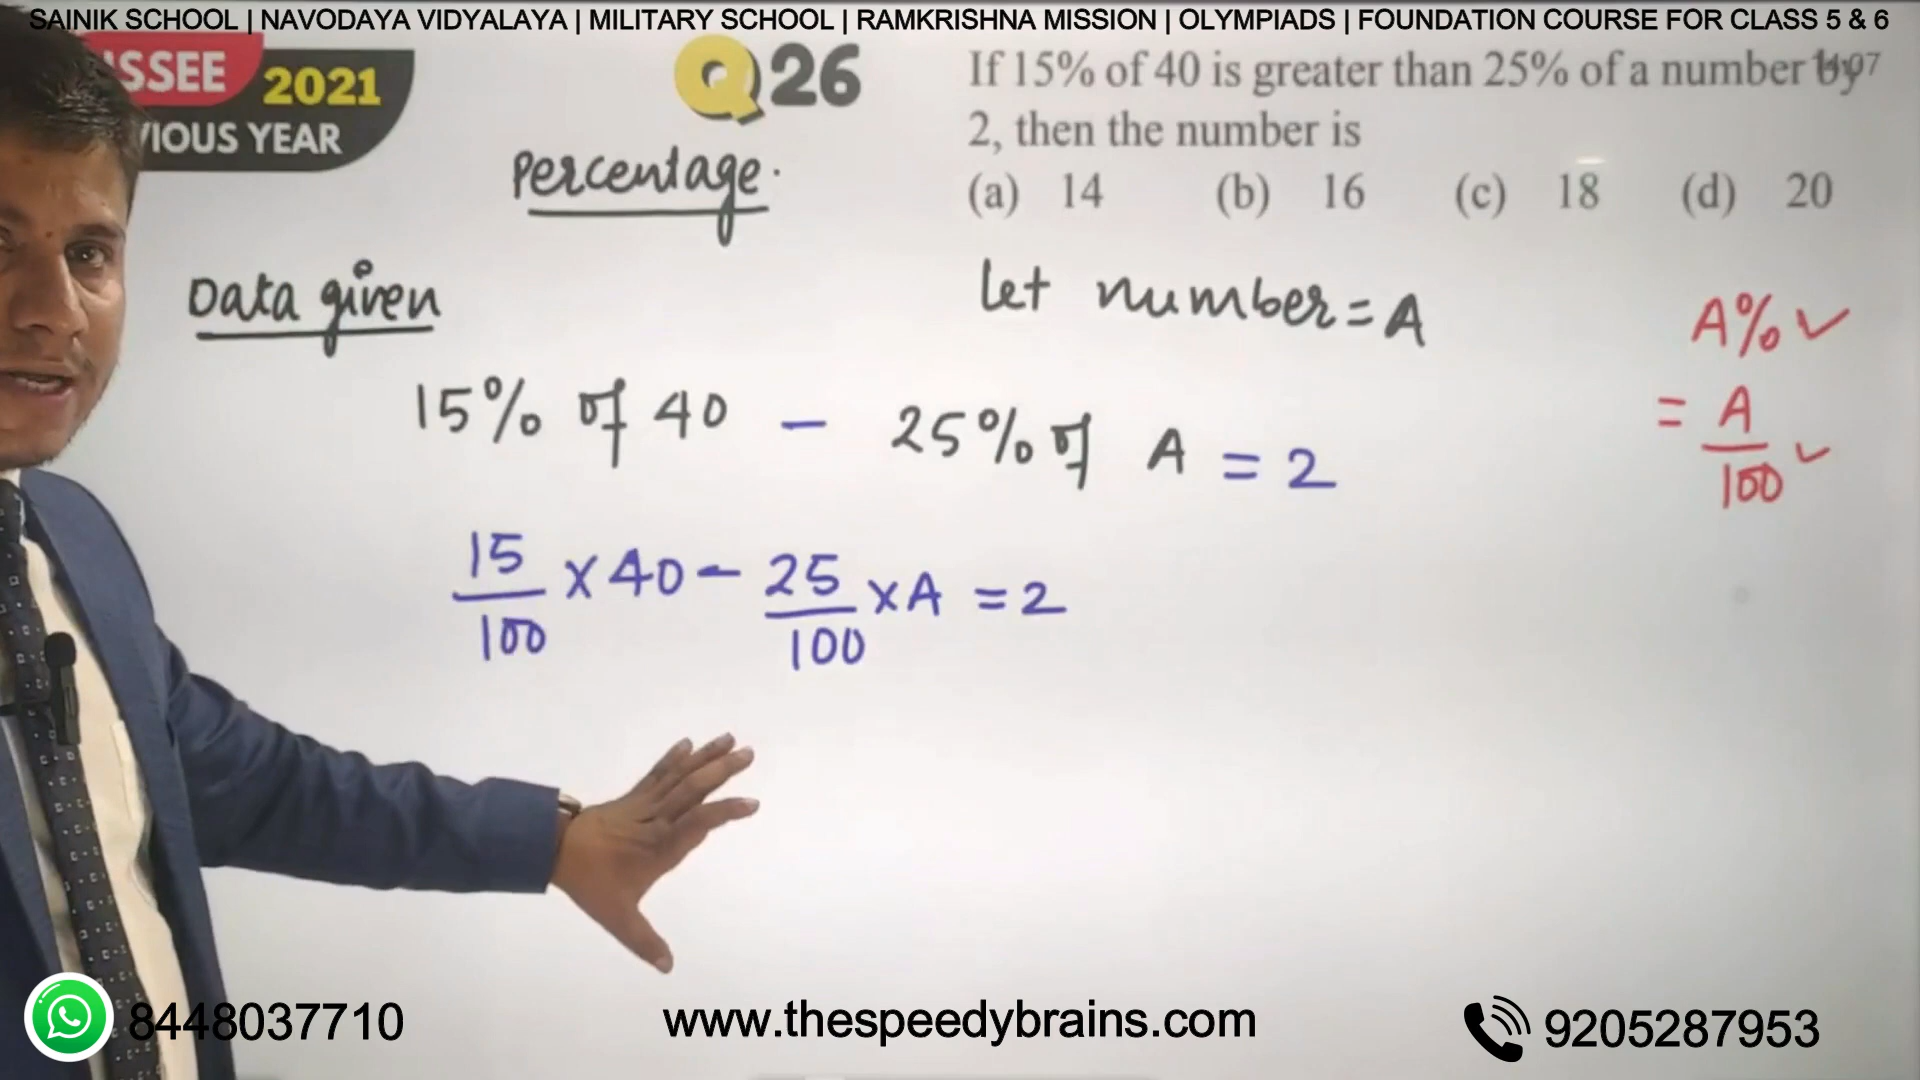 SAINIK SCHOOL | NAVODAYA VIDYALAYA | MILITARY SCHOOL | RAMKRISHNA MISSION | OLYMPIADS | FOUNDATION COURSE FOR CLASS 5 & 6
SSEE 2021
VIOUS YEAR
Q 26
If 15% of 40 is greater than 25% of a number by
2, then the number is
(a) 14 (b) 16 (c) 18 (d) 20
Percentage.
Data given
let number = A
15% of 40 - 25% of A = 2
A% ✓
= A/100 ✓
15/100 × 40 - 25/100 × A = 2
8448037710
www.thespeedybrains.com
9205287953